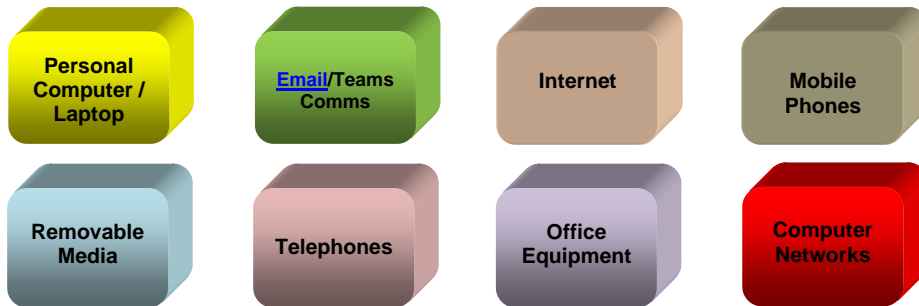 Personal
Computer /
Laptop
Email/Teams
Comms
Internet
Mobile
Phones
Removable
Media
Telephones
Office
Equipment
Computer
Networks